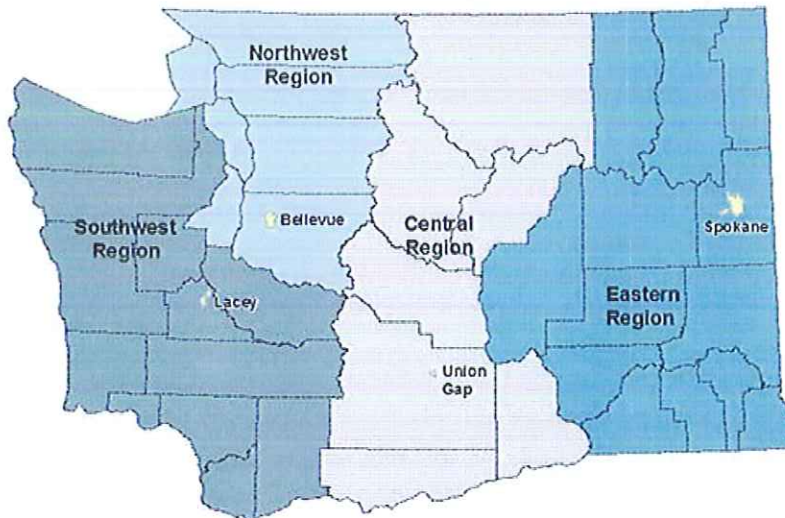 Northwest
Region
Bellevue
Southwest
Region
Central
Region
Spokane
Lacey
Eastern
Region
Union
Gap